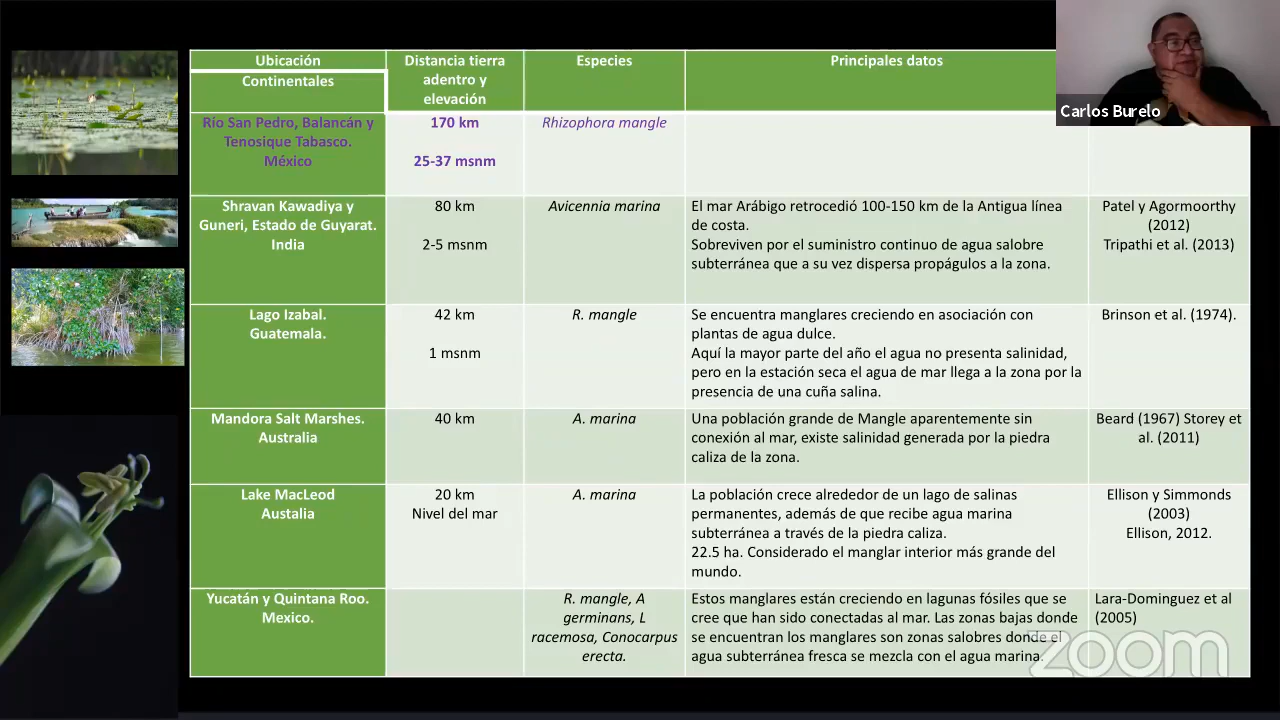 Ubicación
Continentales
Distancia tierra
adentro y
elevación
Especies
Principales datos
Carlos Burelo
Río San Pedro, Balancán y
Tenosique Tabasco.
México
170 km
25-37 msnm
Rhizophora mangle
Shravan Kawadiya y
Guneri, Estado de Guyarat.
India
80 km
2-5 msnm
Avicennia marina
El mar Arábigo retrocedió 100-150 km de la Antigua línea
de costa.
Sobreviven por el suministro continuo de agua salobre
subterránea que a su vez dispersa propágulos a la zona.
Patel y Agormoorthy
(2012)
Tripathi et al. (2013)
Lago Izabal.
Guatemala.
42 km
1 msnm
R. mangle
Se encuentra manglares creciendo en asociación con
plantas de agua dulce.
Aquí la mayor parte del año el agua no presenta salinidad,
pero en la estación seca el agua de mar llega a la zona por la
presencia de una cuña salina.
Brinson et al. (1974).
Mandora Salt Marshes.
Australia
40 km
A. marina
Una población grande de Mangle aparentemente sin
conexión al mar, existe salinidad generada por la piedra
caliza de la zona.
Beard (1967) Storey et
al. (2011)
Lake MacLeod
Austalia
20 km
Nivel del mar
A. marina
La población crece alrededor de un lago de salinas
permanentes, además de que recibe agua marina
subterránea a través de la piedra caliza.
22.5 ha. Considerado el manglar interior más grande del
mundo.
Ellison y Simmonds
(2003)
Ellison, 2012.
Yucatán y Quintana Roo.
Mexico.
R. mangle, A
germinans, L
racemosa, Conocarpus
erecta.
Estos manglares están creciendo en lagunas fósiles que se
cree que han sido conectadas al mar. Las zonas bajas donde
se encuentran los manglares son zonas salobres donde el
agua subterránea fresca se mezcla con el agua marina.
Lara-Dominguez et al
(2005)
zoom